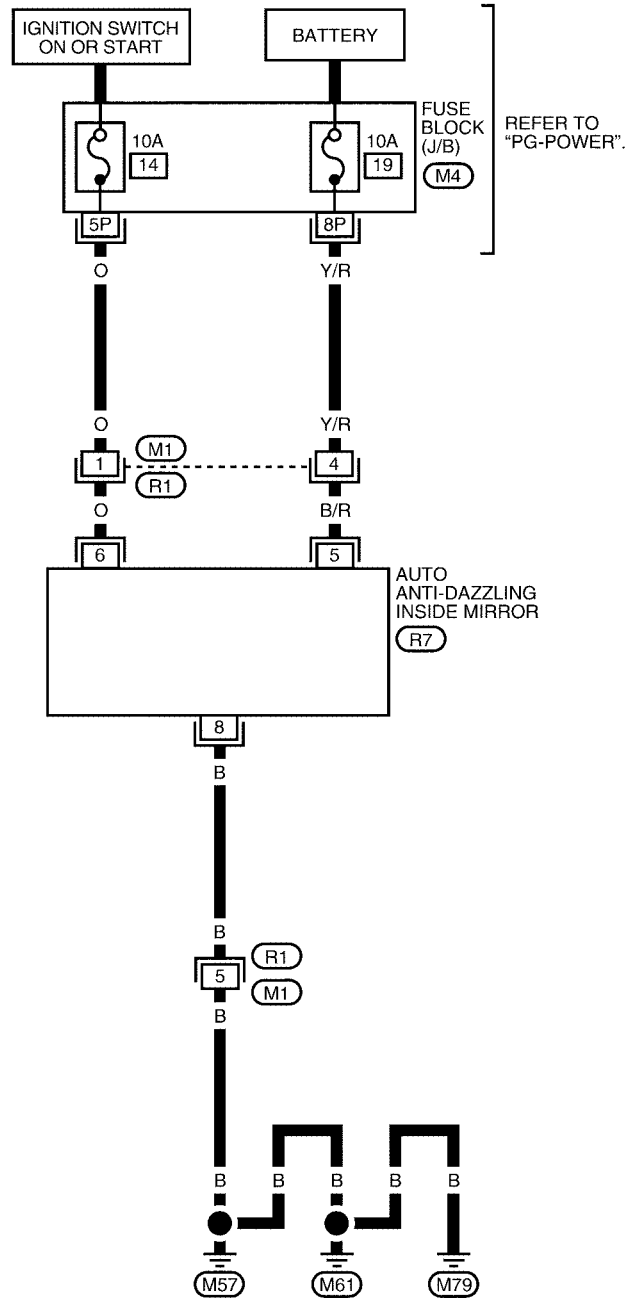 IGNITION SWITCH
ON OR START
BATTERY
FUSE
BLOCK
(J/B)
M4
REFER TO
“PG-POWER”.
10A
14
10A
19
5P
8P
O
Y/R
O
Y/R
1
M1
R1
4
O
B/R
6
5
AUTO
ANTI-DAZZLING
INSIDE MIRROR
R7
8
B
B
5
R1
M1
B
B
B
B
B
B
M57
M61
M79